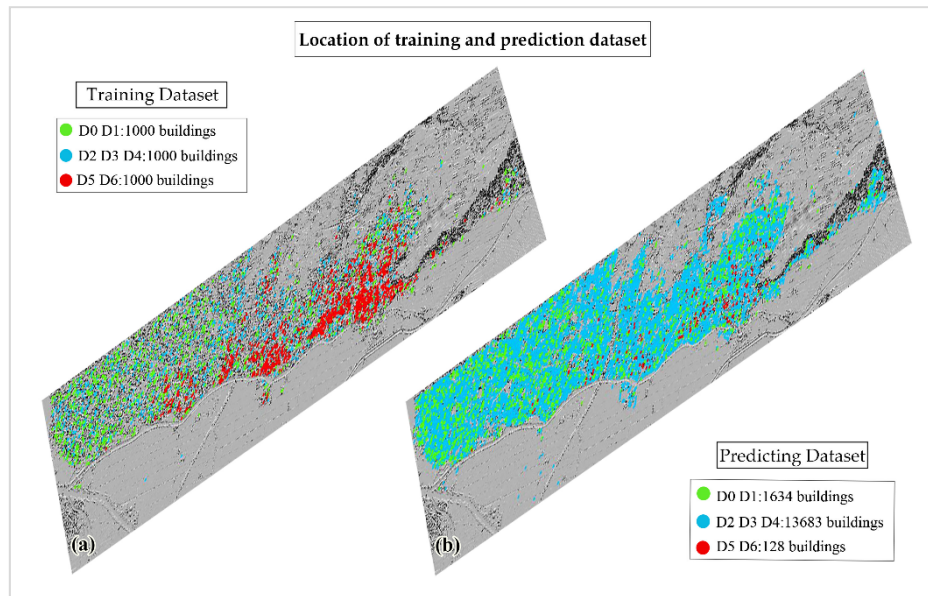 Location of training and prediction dataset
Training Dataset
D0 D1:1000 buildings
D2 D3 D4:1000 buildings
D5 D6:1000 buildings
(a)
(b)
Predicting Dataset
D0 D1:1634 buildings
D2 D3 D4:13683 buildings
D5 D6:128 buildings